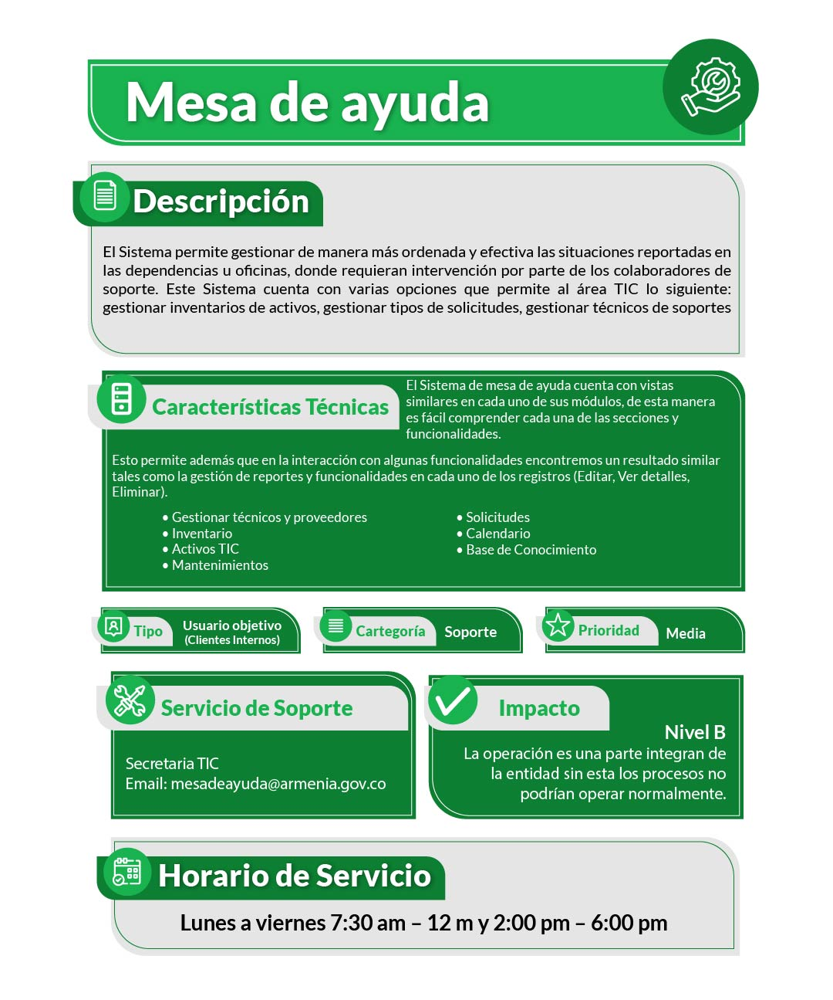 Mesa de ayuda
Descripción
El Sistema permite gestionar de manera más ordenada y efectiva las situaciones reportadas en
las dependencias u oficinas, donde requieran intervención por parte de los colaboradores de
soporte. Este Sistema cuenta con varias opciones que permite al área TIC lo siguiente:
gestionar inventarios de activos, gestionar tipos de solicitudes, gestionar técnicos de soportes
Características Técnicas
El Sistema de mesa de ayuda cuenta con vistas
similares en cada uno de sus módulos, de esta manera
es fácil comprender cada una de las secciones y
funcionalidades.
Esto permite además que en la interacción con algunas funcionalidades encontremos un resultado similar
tales como la gestión de reportes y funcionalidades en cada uno de los registros (Editar, Ver detalles,
Eliminar).
• Gestionar técnicos y proveedores
• Inventario
• Activos TIC
• Mantenimientos
• Solicitudes
• Calendario
• Base de Conocimiento
Tipo
Usuario objetivo
(Clientes Internos)
Cartegoría
Soporte
Prioridad
Media
Servicio de Soporte
Secretaria TIC
Email: mesadeayuda@armenia.gov.co
Impacto
Nivel B
La operación es una parte integran de
la entidad sin esta los procesos no
podrían operar normalmente.
Horario de Servicio
Lunes a viernes 7:30 am – 12 m y 2:00 pm – 6:00 pm